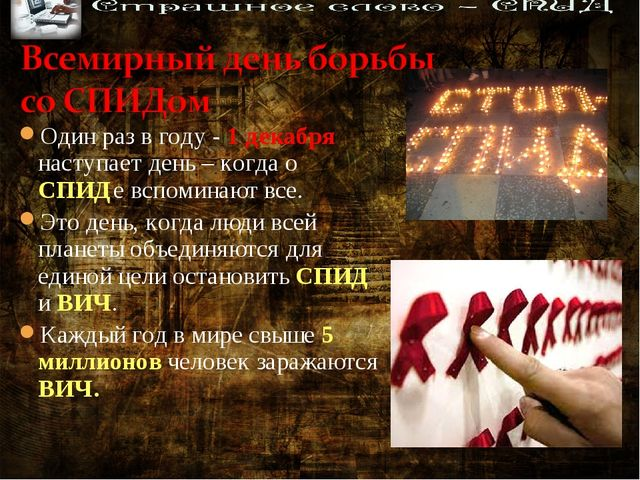 Страшное слово – СПИД
Всемирный день борьбы
со СПИДом
Один раз в году - 1 декабря
наступает день – когда о
СПИДе вспоминают все.
Это день, когда люди всей
планеты объединяются для
единой цели остановить СПИД
и ВИЧ.
Каждый год в мире свыше 5
миллионов человек заражаются
ВИЧ.
СТОП
СПИД